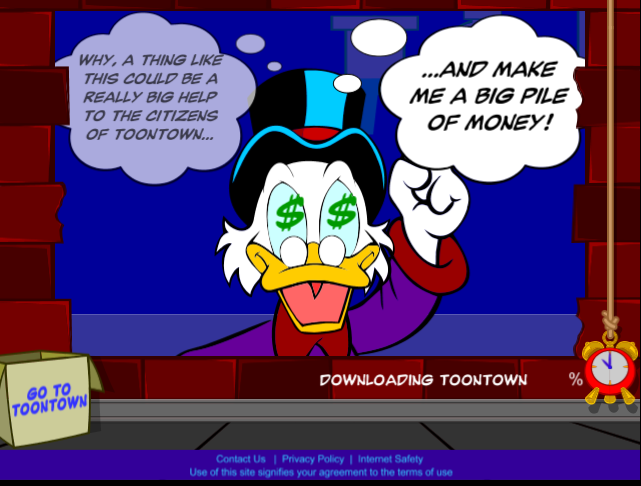 WHY, A THING LIKE
THIS COULD BE A
REALLY BIG HELP
TO THE CITIZENS
OF TOONTOWN...
...AND MAKE
ME A BIG PILE
OF MONEY!
$ $
DOWNLOADING TOONTOWN %
GO TO
TOONTOWN
Contact Us | Privacy Policy | Internet Safety
Use of this site signifies your agreement to the terms of use